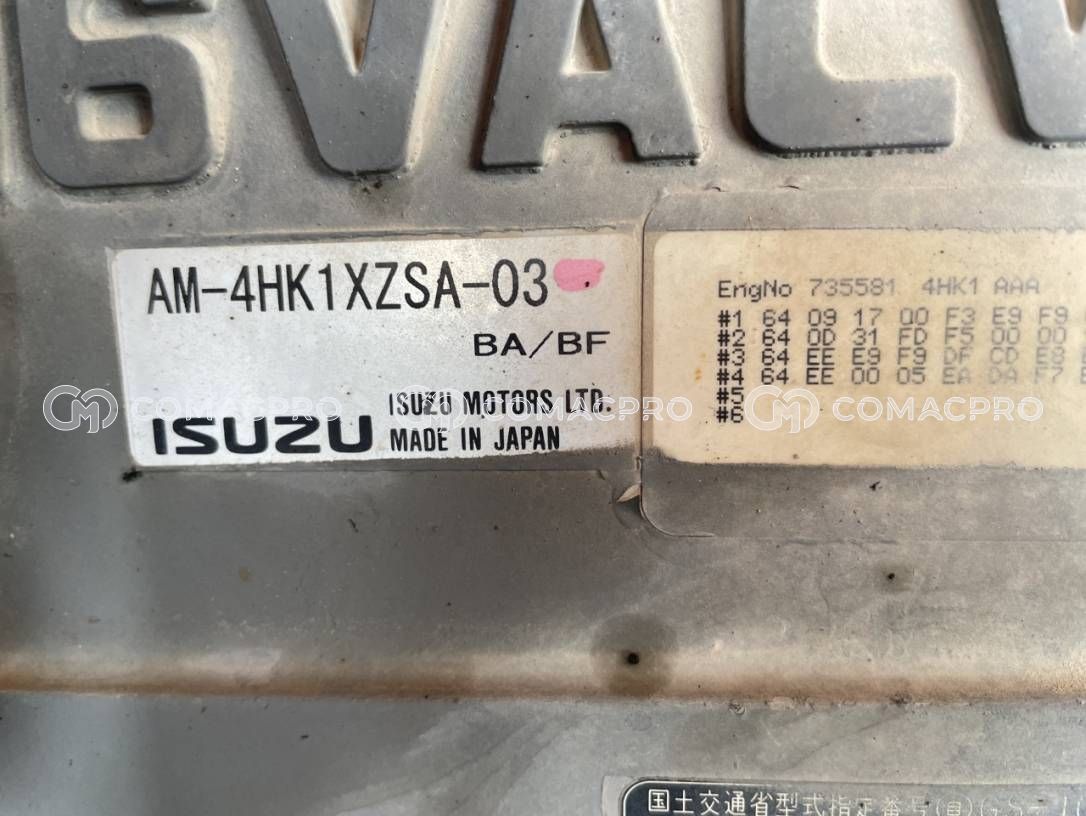 6VALV
AM-4HK1XZSA-03
BA/BF
ISUZU
ISUZU MOTORS LTD.
MADE IN JAPAN
EngNo 735581 4HK1 AAA
#1 64 09 17 00 F3 E9 F9
#2 64 0D 31 FD F5 00 00
#3 64 EE E9 F9 DF CD E8
#4 64 EE 00 05 EA DA F7
#5
#6
COMACPRO COMACPRO COMACPRO
国土交通省型式指定番号(自)